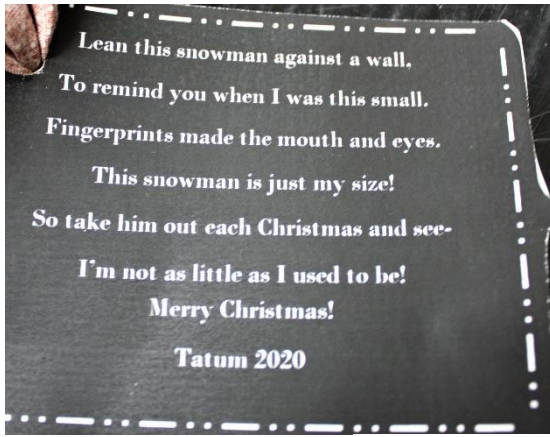 Lean this snowman against a wall,
To remind you when I was this small.
Fingerprints made the mouth and eyes.
This snowman is just my size!
So take him out each Christmas and see-
I'm not as little as I used to be!
Merry Christmas!
Tatum 2020